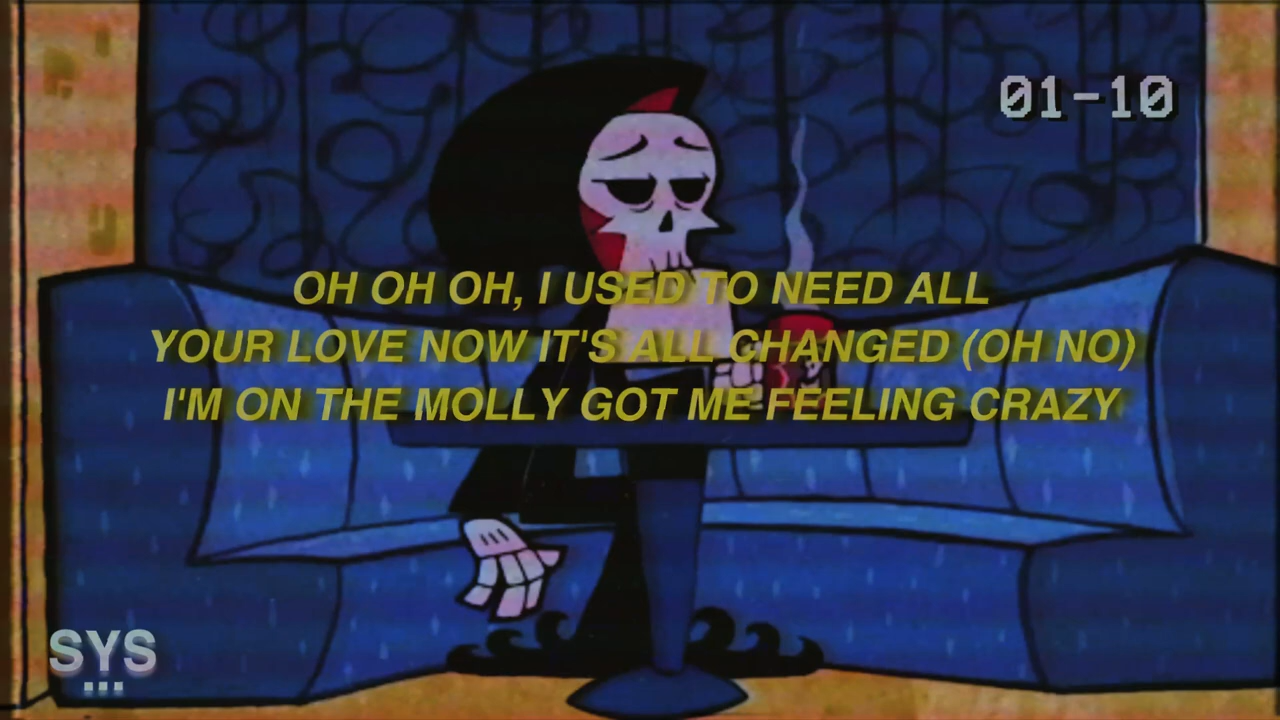 01-10
OH OH OH, I USED TO NEED ALL
YOUR LOVE NOW IT'S ALL CHANGED (OH NO)
I'M ON THE MOLLY GOT ME FEELING CRAZY
SYS